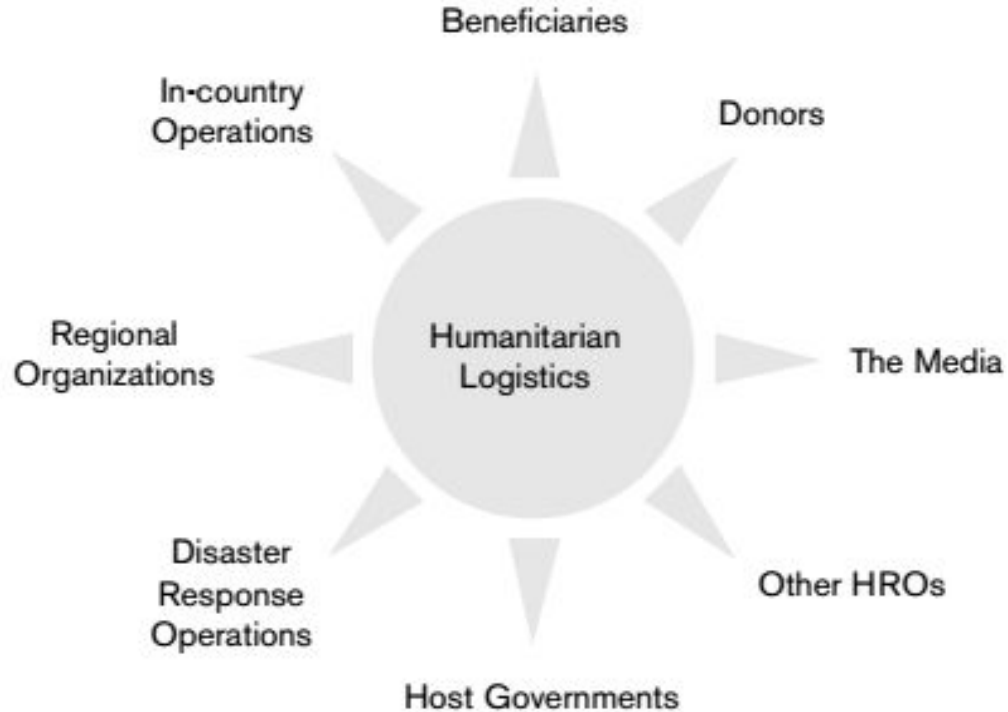 Beneficiaries
In-country
Operations
Donors
Regional
Organizations
Humanitarian
Logistics
The Media
Disaster
Response
Operations
Other HROs
Host Governments